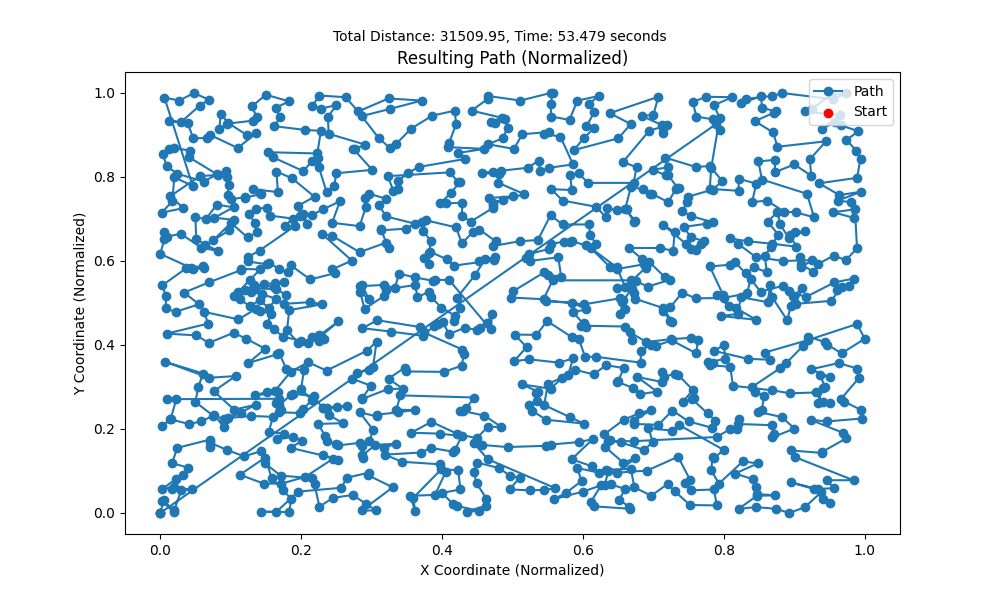 Total Distance: 31509.95, Time: 53.479 seconds
Resulting Path (Normalized)
Path
Start
1.0
0.8
0.6
0.4
0.2
0.0
Y Coordinate (Normalized)
0.0 0.2 0.4 0.6 0.8 1.0
X Coordinate (Normalized)